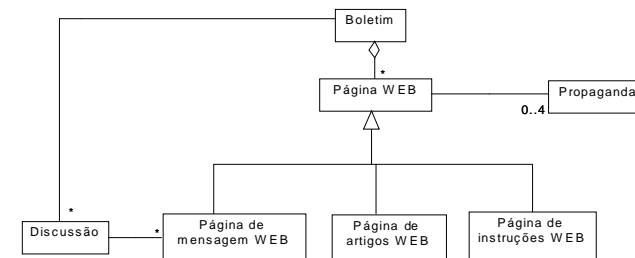 Boletim
*
Página WEB
Propaganda
0..4
*
*
Discussão
Página de
mensagem WEB
Página de
artigos WEB
Página de
instruções WEB